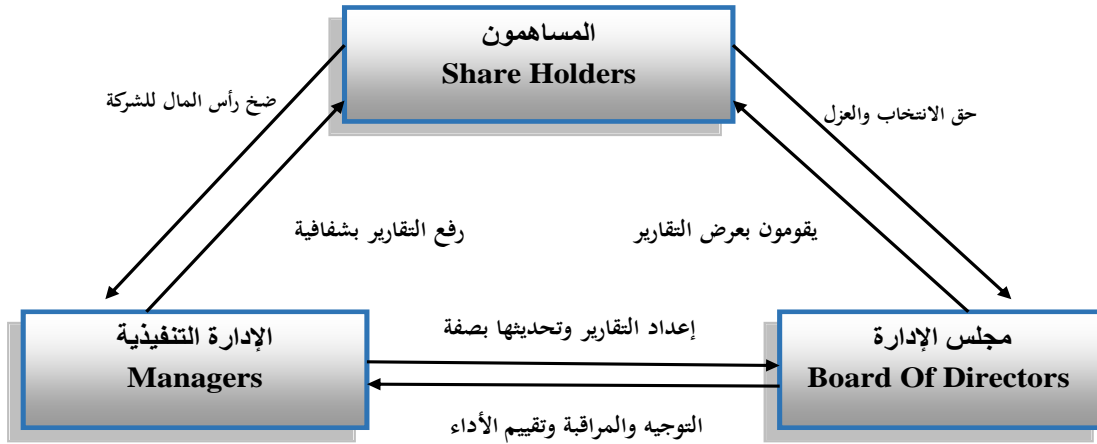 المساهمون
Share Holders
ضخ رأس المال للشركة
حق الانتخاب والعزل
رفع التقارير بشفافية
يقومون بعرض التقارير
الإدارة التنفيذية
Managers
إعداد التقارير وتحديثها بصفة
مجلس الإدارة
Board Of Directors
التوجيه والمراقبة وتقييم الأداء